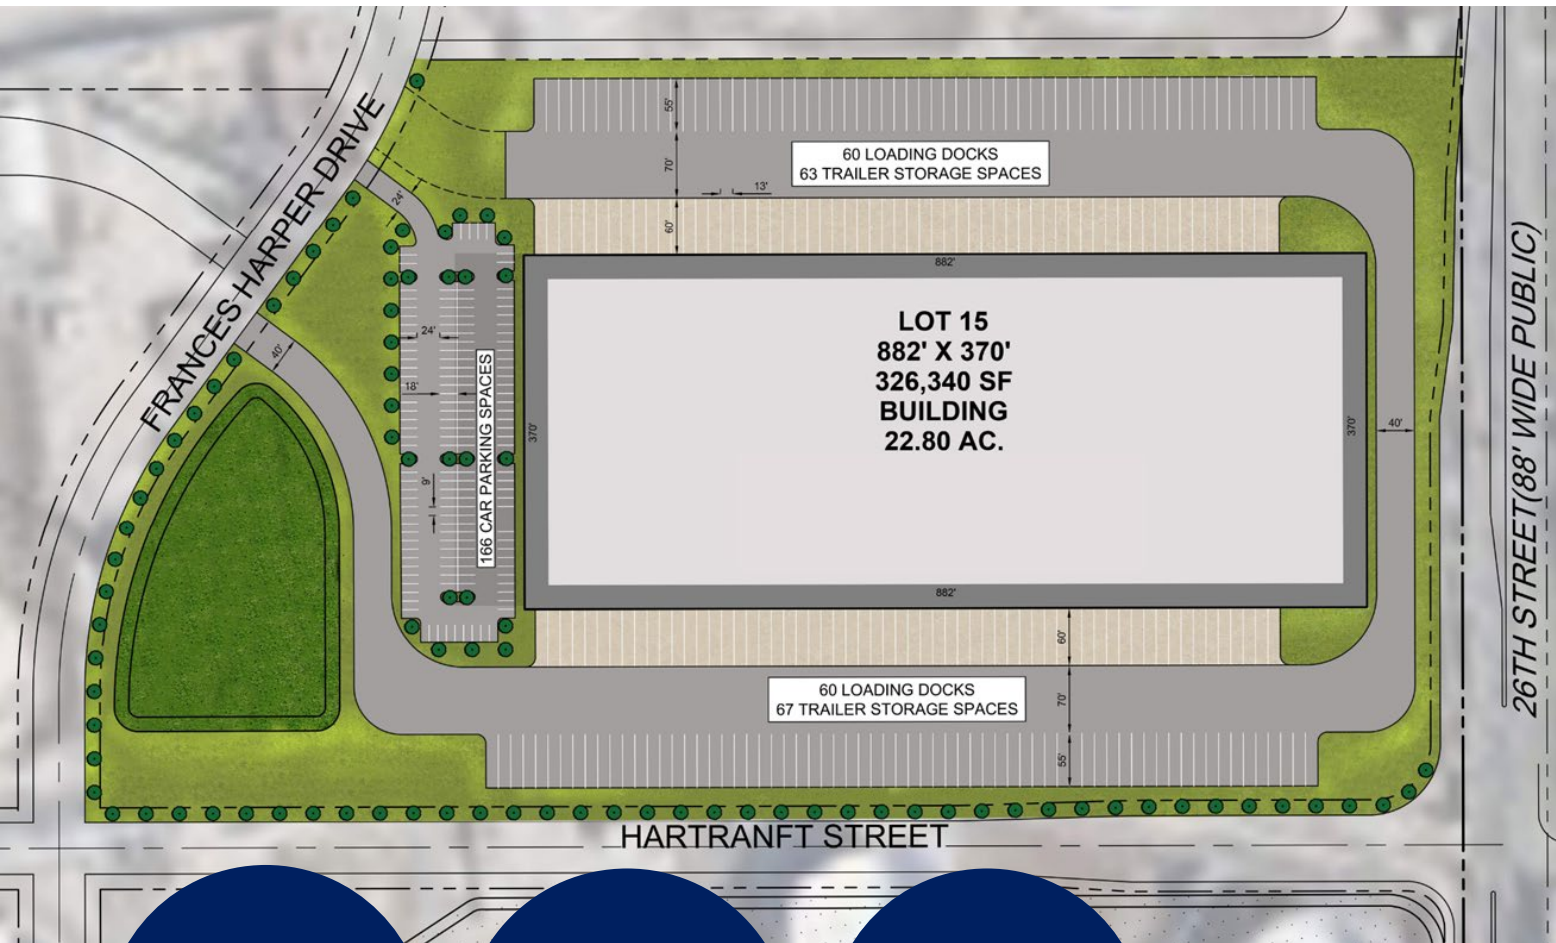 55'
60 LOADING DOCKS
63 TRAILER STORAGE SPACES
70'
13'
24'
60'
FRANCES HARPER DRIVE
882'
LOT 15
882' X 370'
326,340 SF
BUILDING
22.80 AC.
24'
40'
18'
166 CAR PARKING SPACES
9'
370'
370'
40'
26TH STREET(88' WIDE PUBLIC)
882'
60'
60 LOADING DOCKS
67 TRAILER STORAGE SPACES
70'
55'
HARTRANFT STREET